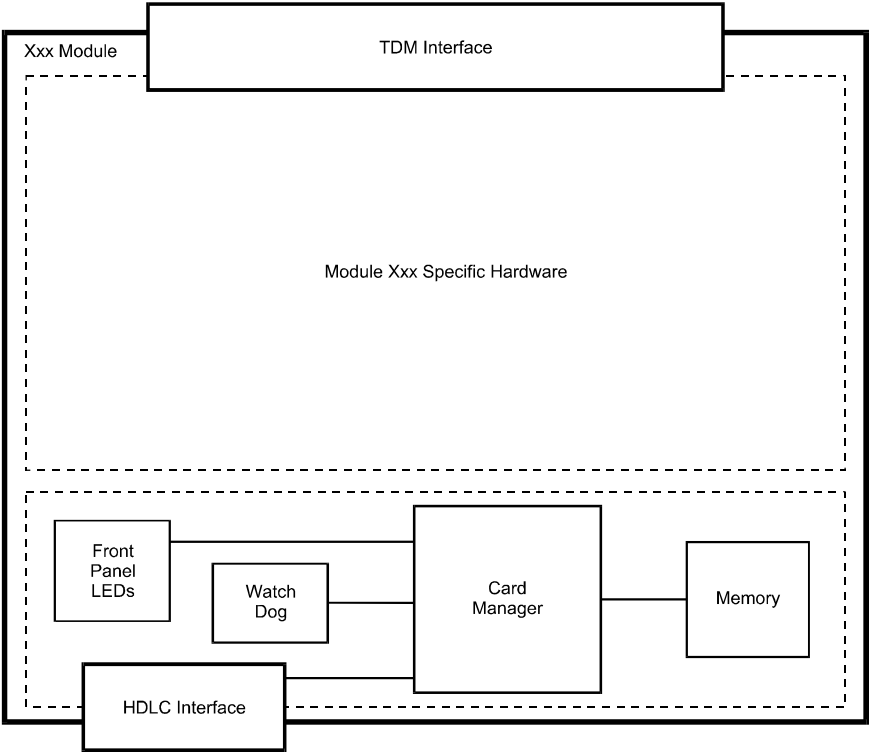 TDM Interface
Xxx Module
Module Xxx Specific Hardware
Front
Panel
LEDs
Watch
Dog
Card
Manager
Memory
HDLC Interface